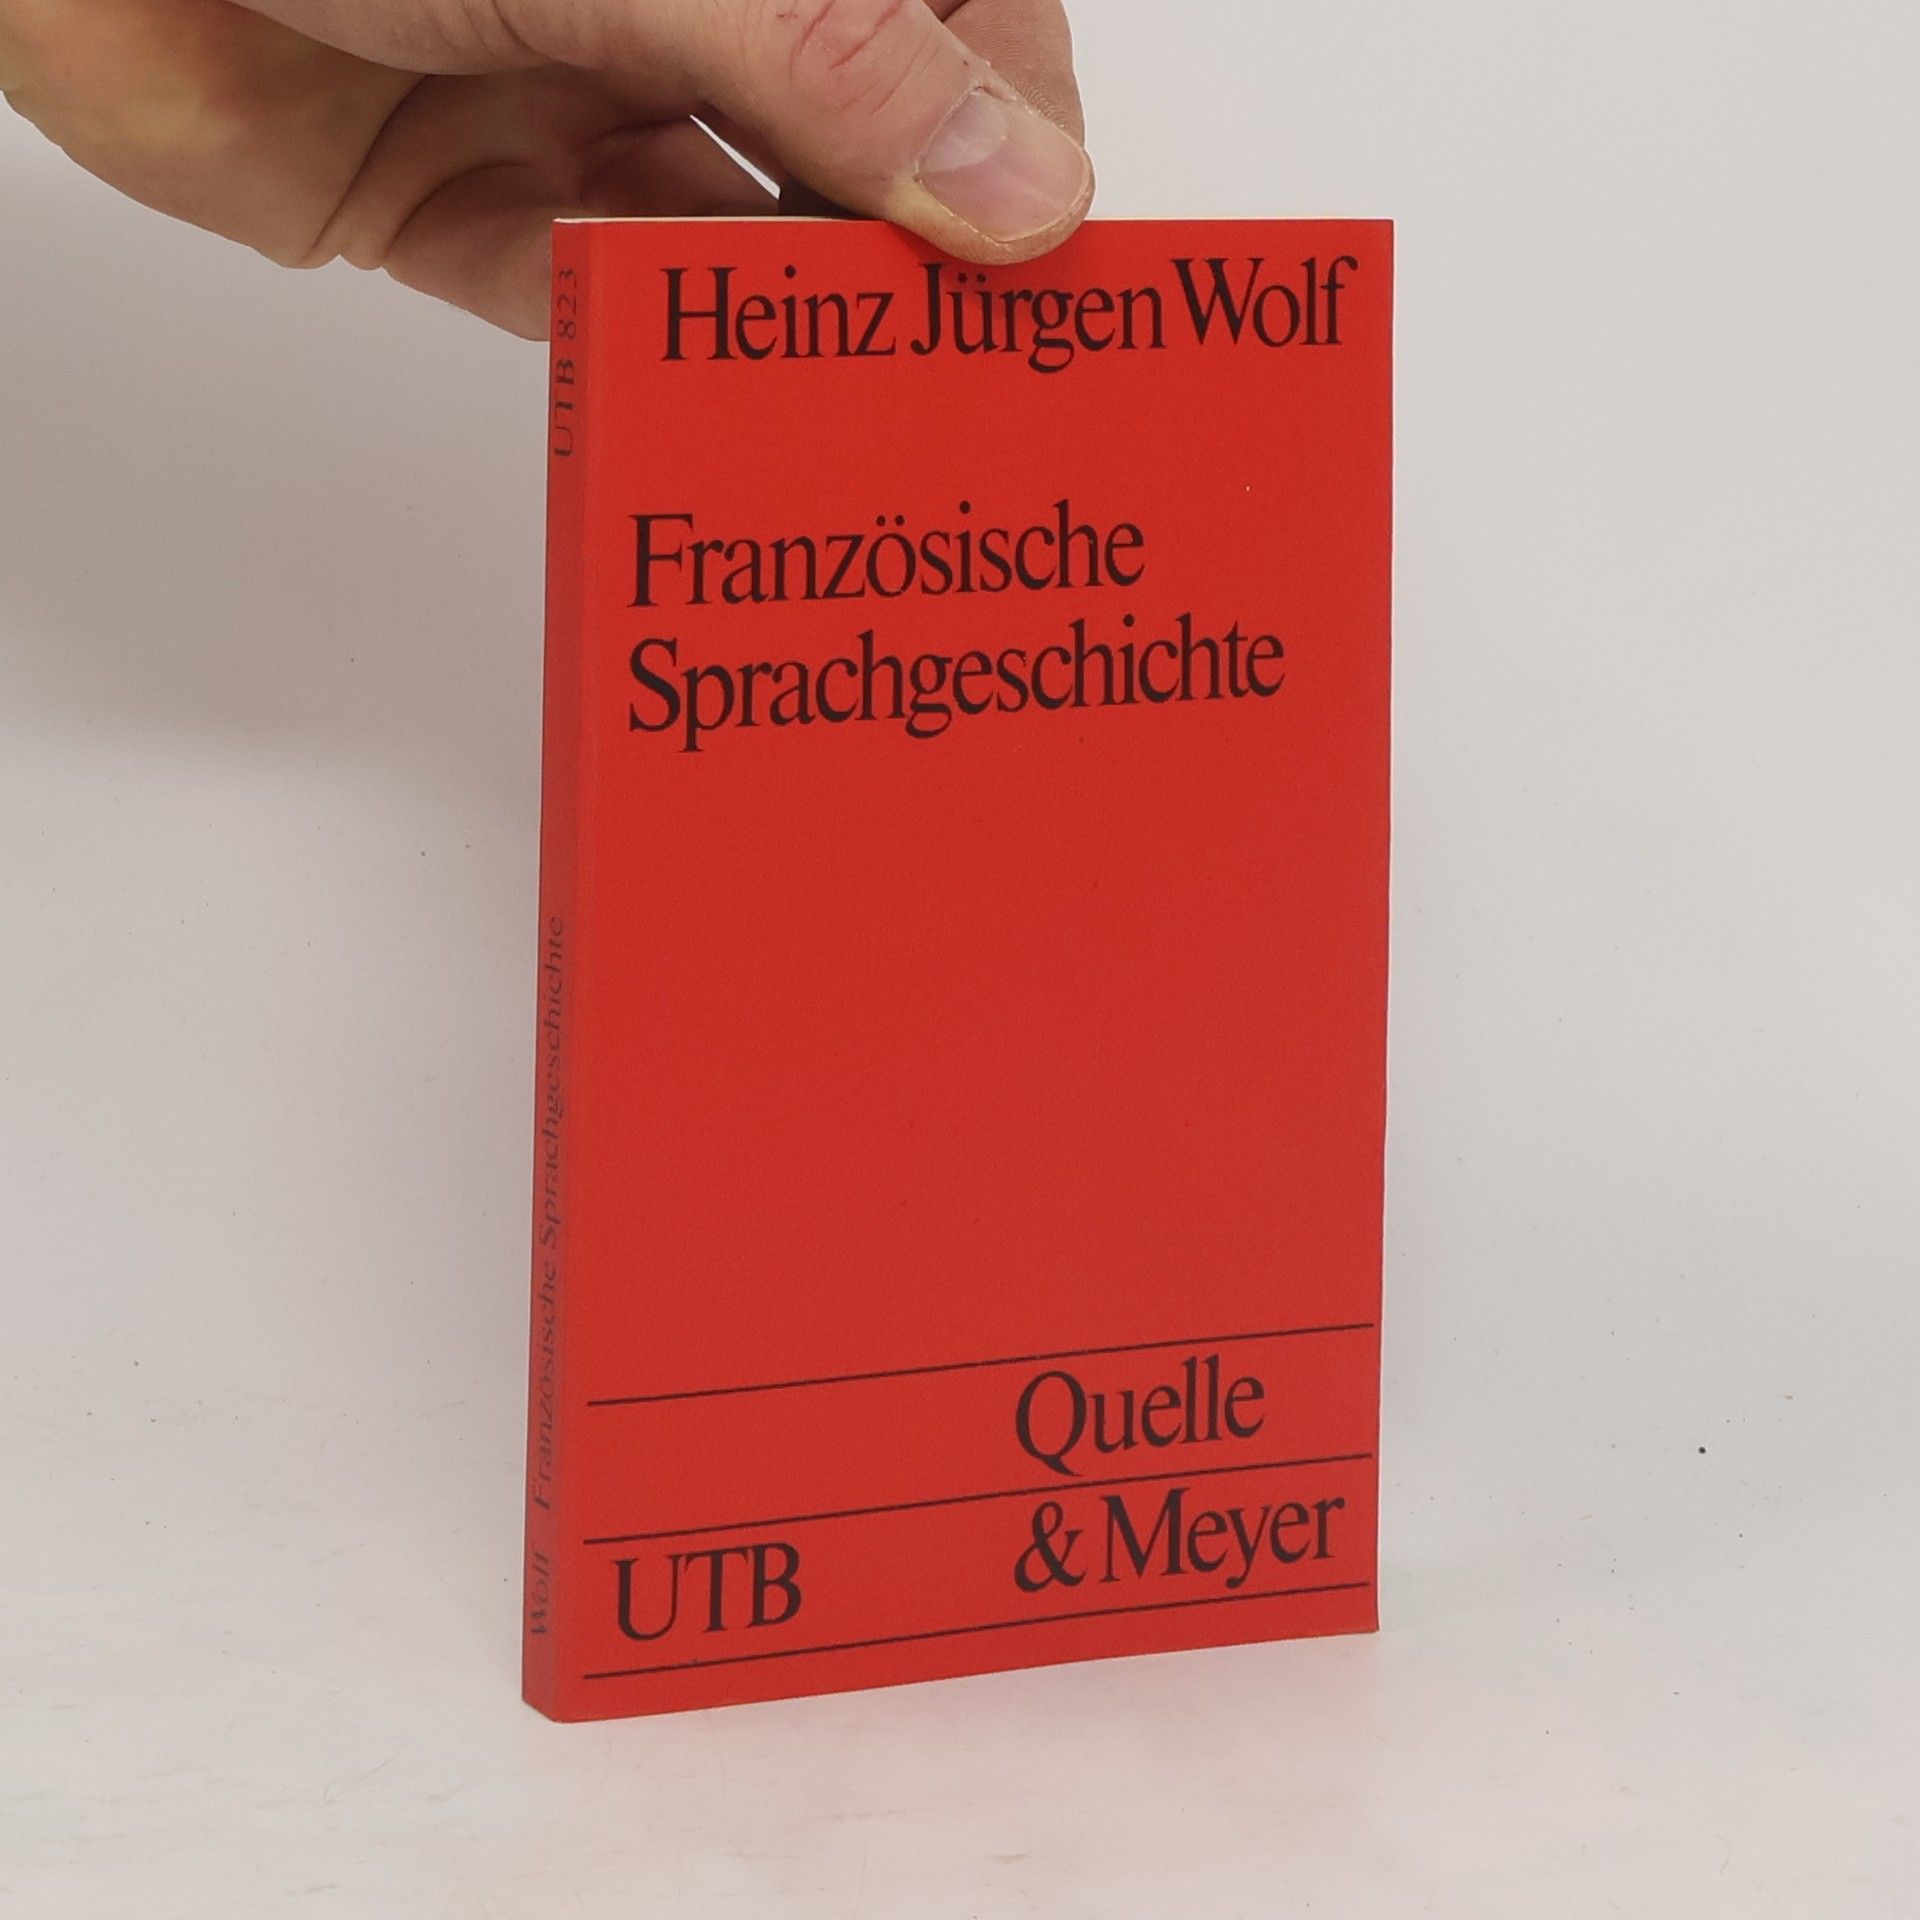 Heinz Jürgen Wolf
Französische
Sprachgeschichte
Quelle
& Meyer
UTB
Wolf Französische Sprachgeschichte
UTB 823